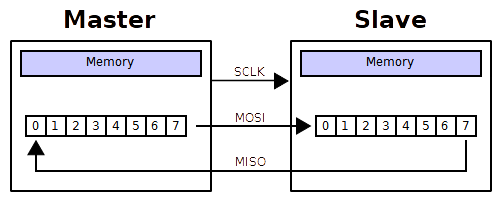 Master Slave
Memory SCLK Memory
0 1 2 3 4 5 6 7 MOSI 0 1 2 3 4 5 6 7
MISO